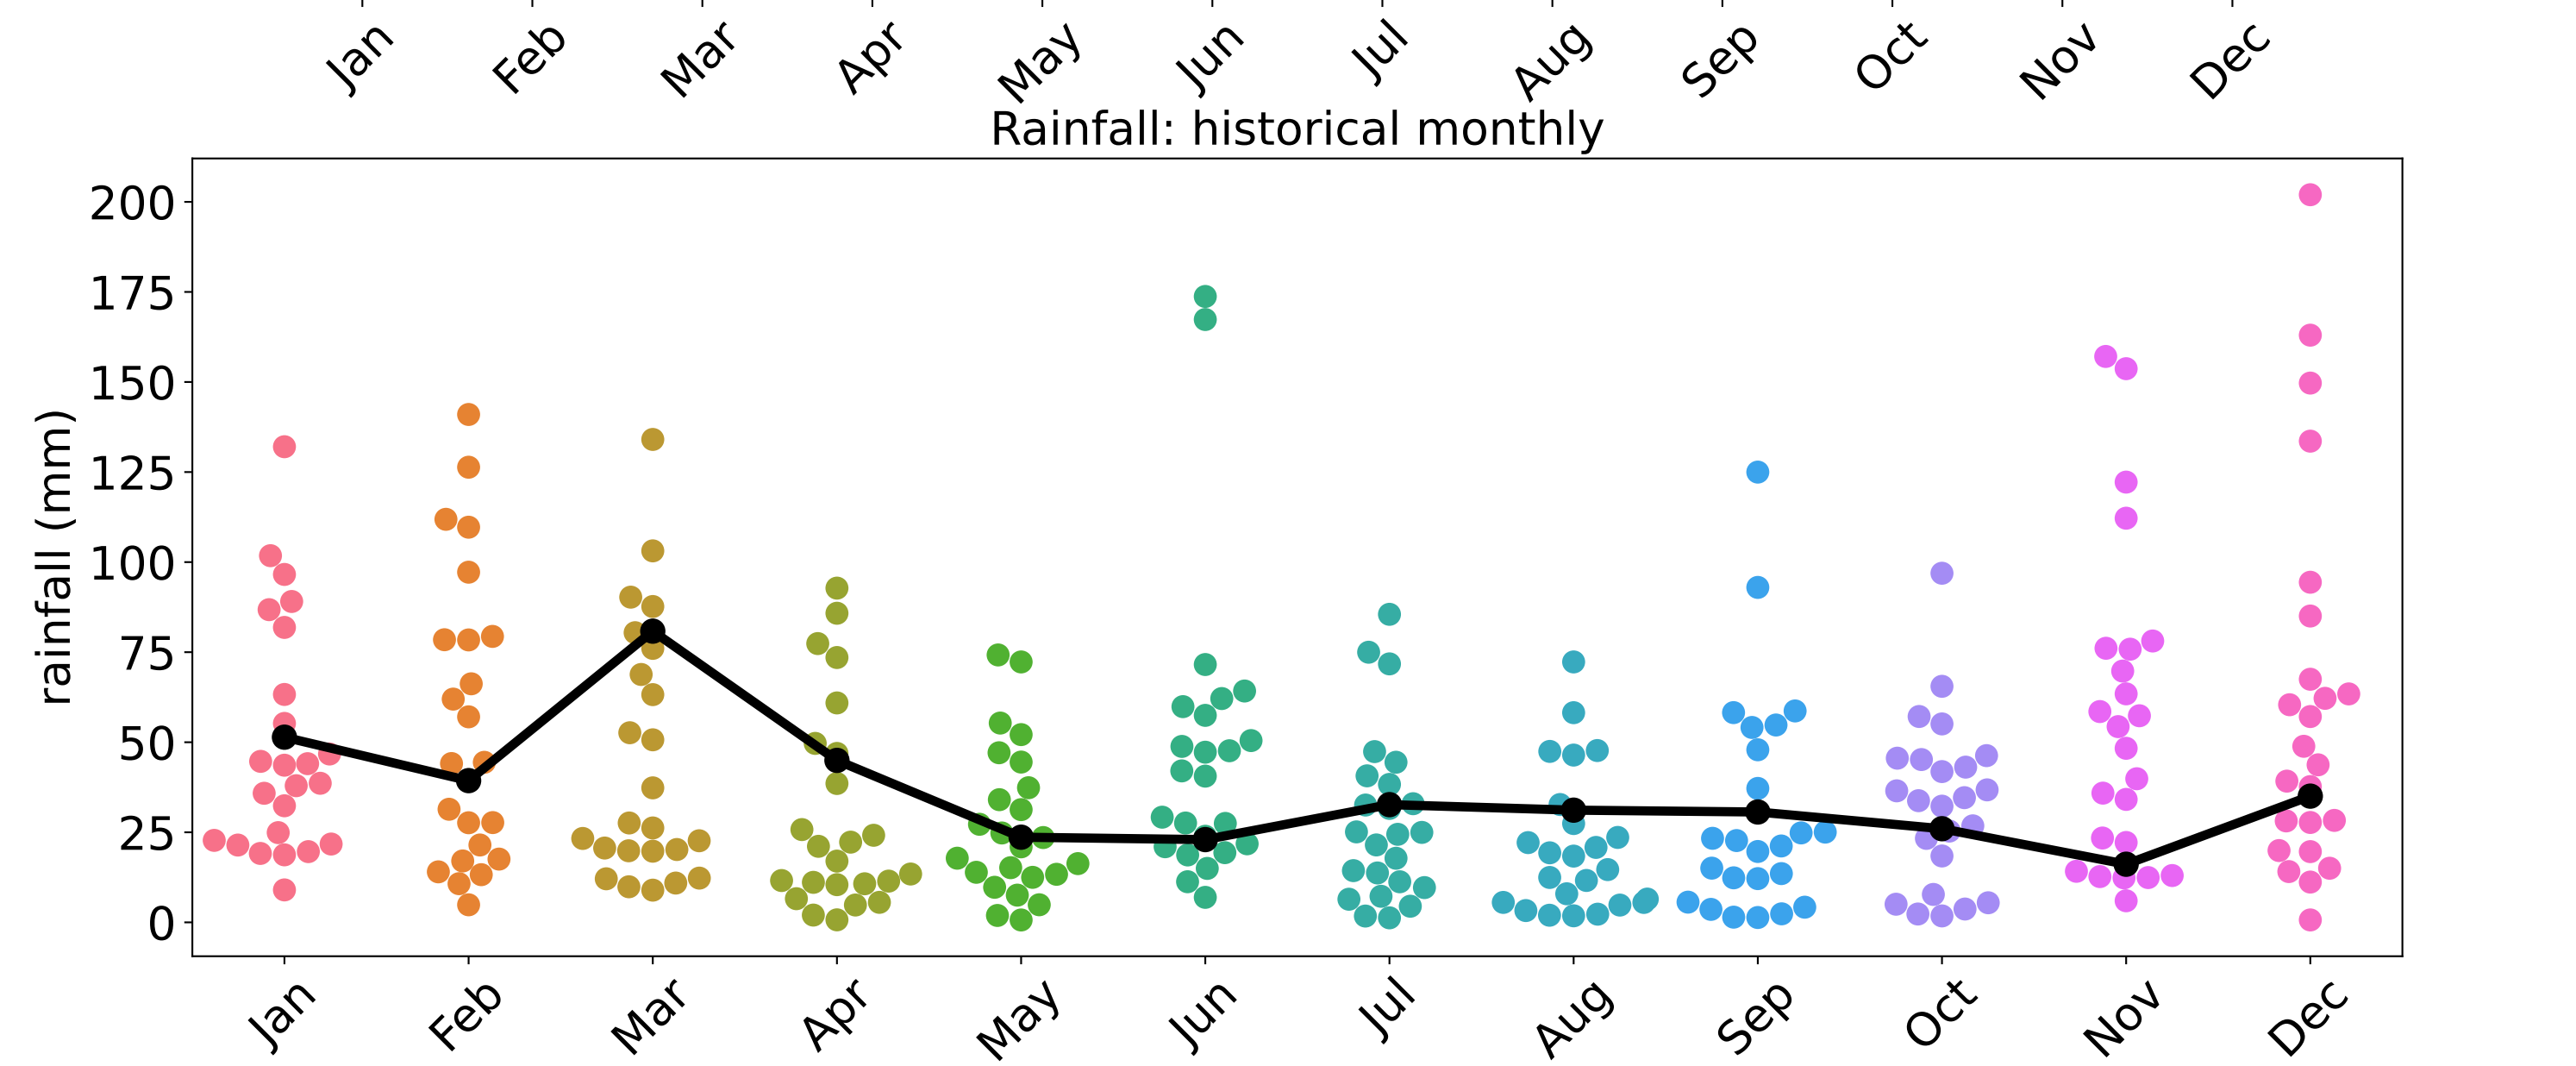 Jan Feb Mar Apr May Jun Jul Aug Sep Oct Nov Dec
Rainfall: historical monthly
rainfall (mm)
200
175
150
125
100
75
50
25
0
Jan Feb Mar Apr May Jun Jul Aug Sep Oct Nov Dec